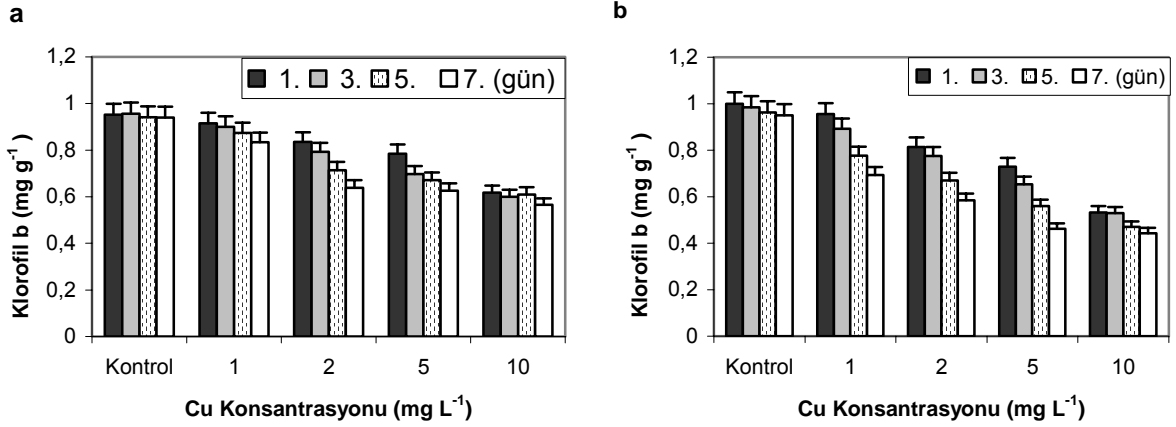 a
1,2
1
0,8
0,6
0,4
0,2
0
Klorofil b (mg g⁻¹ )
1. 3. 5. 7. (gün)
Kontrol 1 2 5 10
Cu Konsantrasyonu (mg L⁻¹)
b
1,2
1
0,8
0,6
0,4
0,2
0
Klorofil b (mg g⁻¹ )
1. 3. 5. 7. (gün)
Kontrol 1 2 5 10
Cu Konsantrasyonu (mg L⁻¹)